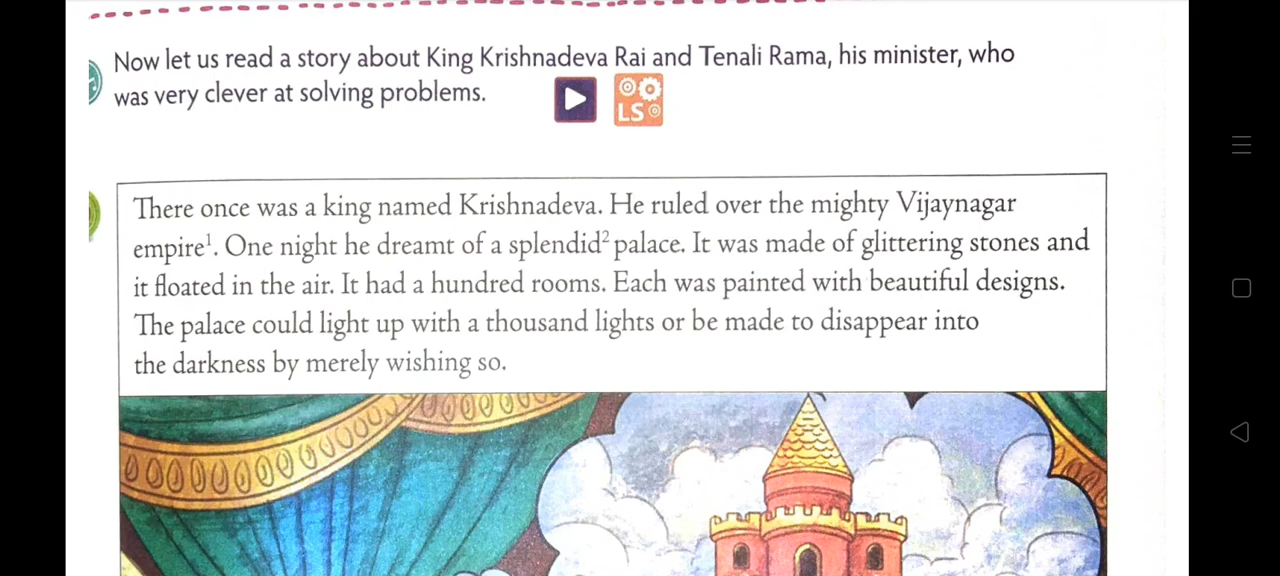 Now let us read a story about King Krishnadeva Rai and Tenali Rama, his minister, who
was very clever at solving problems.
LS
There once was a king named Krishnadeva. He ruled over the mighty Vijaynagar
empire¹. One night he dreamt of a splendid² palace. It was made of glittering stones and
it floated in the air. It had a hundred rooms. Each was painted with beautiful designs.
The palace could light up with a thousand lights or be made to disappear into
the darkness by merely wishing so.